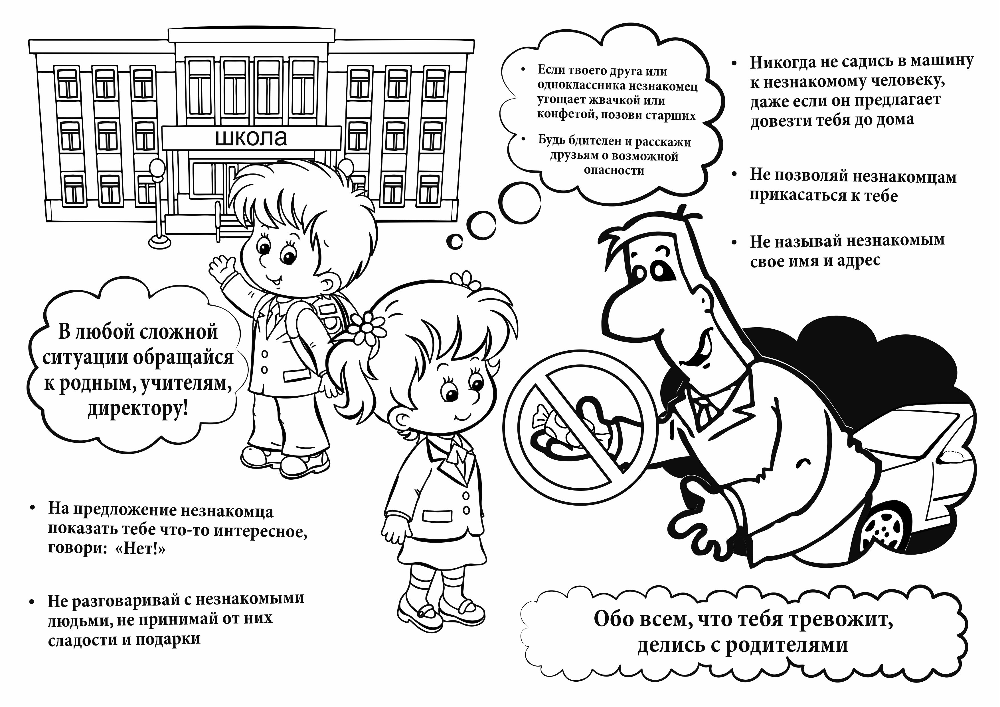 школа
• Если твоего друга или
одноклассника незнакомец
угощает жвачкой или
конфетой, позови старших
• Будь бдителен и расскажи
друзьям о возможной
опасности
• Никогда не садись в машину
к незнакомому человеку,
даже если он предлагает
довезти тебя до дома
• Не позволяй незнакомцам
прикасаться к тебе
• Не называй незнакомым
свое имя и адрес
В любой сложной
ситуации обращайся
к родным, учителям,
директору!
• На предложение незнакомца
показать тебе что-то интересное,
говори: «Нет!»
• Не разговаривай с незнакомыми
людьми, не принимай от них
сладости и подарки
Обо всем, что тебя тревожит,
делись с родителями